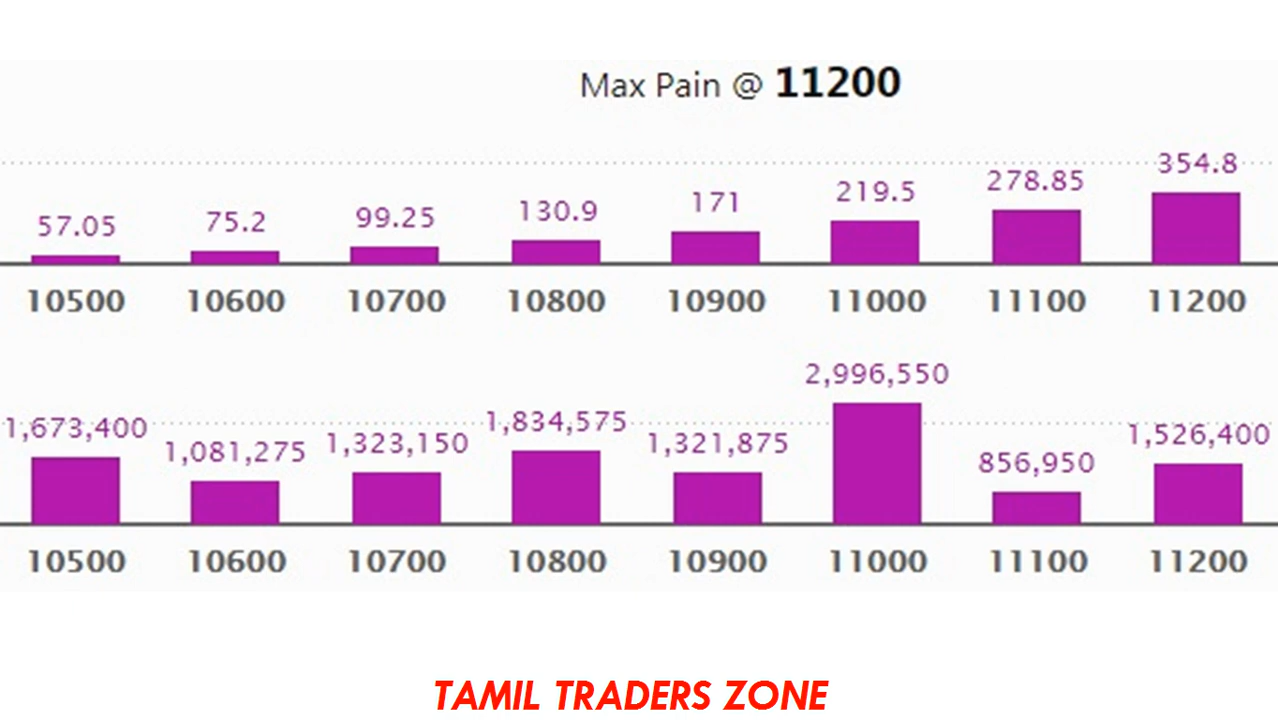 Max Pain @ 11200
57.05 75.2 99.25 130.9 171 219.5 278.85 354.8
10500 10600 10700 10800 10900 11000 11100 11200
1,673,400 1,081,275 1,323,150 1,834,575 1,321,875 2,996,550 856,950 1,526,400
10500 10600 10700 10800 10900 11000 11100 11200
TAMIL TRADERS ZONE